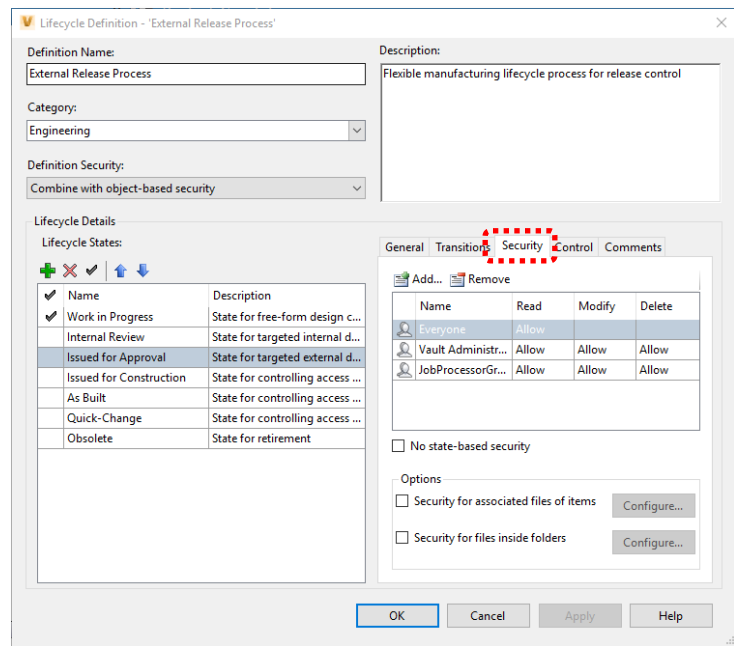 Lifecycle Definition - 'External Release Process'
Definition Name:
External Release Process
Description:
Flexible manufacturing lifecycle process for release control
Category:
Engineering
Definition Security:
Combine with object-based security
Lifecycle Details
Lifecycle States:
Name Description
Work in Progress State for free-form design c...
Internal Review State for targeted internal d...
Issued for Approval State for targeted external d...
Issued for Construction State for controlling access ...
As Built State for controlling access ...
Quick-Change State for controlling access ...
Obsolete State for retirement
General Transitions Security Control Comments
Add... Remove
Name Read Modify Delete
Everyone Allow
Vault Administr... Allow Allow Allow
JobProcessorGr... Allow Allow Allow
No state-based security
Options
Security for associated files of items Configure...
Security for files inside folders Configure...
OK Cancel Apply Help